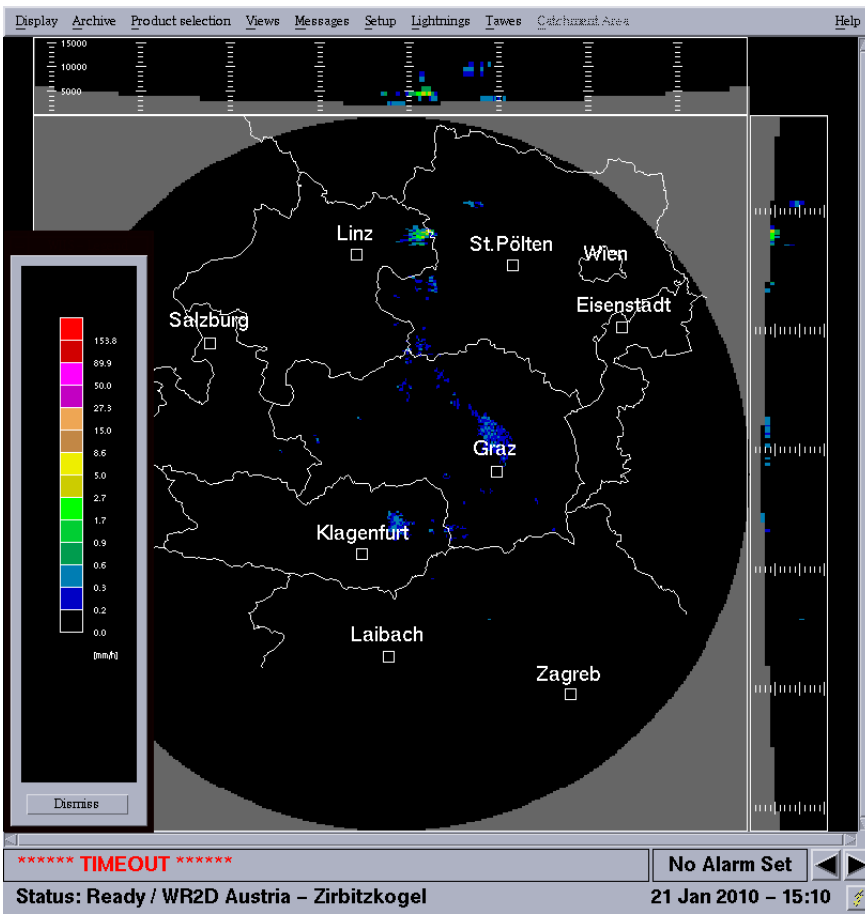 Display Archive Product selection Views Messages Setup Lightnings Tawes Catchment Area Help
15000
10000
5000
Linz
St.Pölten
Wien
Eisenstadt
Salzburg
Graz
Klagenfurt
Laibach
Zagreb
153.8
89.9
50.0
27.3
15.0
8.6
5.0
2.7
1.7
0.9
0.6
0.3
0.2
0.0
[mm/h]
Dismiss
****** TIMEOUT ****** No Alarm Set
Status: Ready / WR2D Austria – Zirbitzkogel 21 Jan 2010 – 15:10